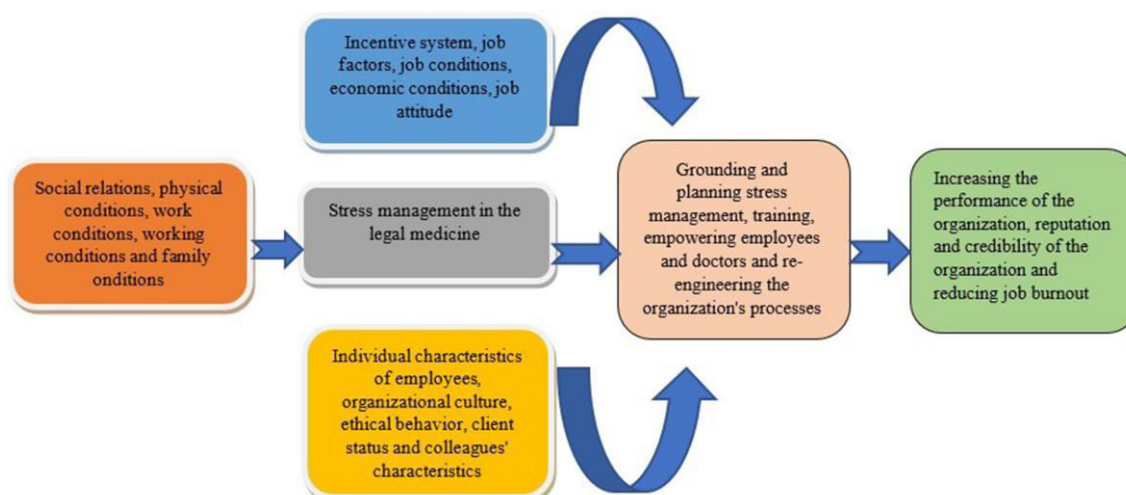 Incentive system, job
factors, job conditions,
economic conditions, job
attitude
Social relations, physical
conditions, work
conditions, working
conditions and family
onditions
Stress management in the
legal medicine
Individual characteristics
of employees,
organizational culture,
ethical behavior, client
status and colleagues'
characteristics
Grounding and
planning stress
management, training,
empowering employees
and doctors and re-
engineering the
organization's processes
Increasing the
performance of the
organization, reputation
and credibility of the
organization and
reducing job burnout